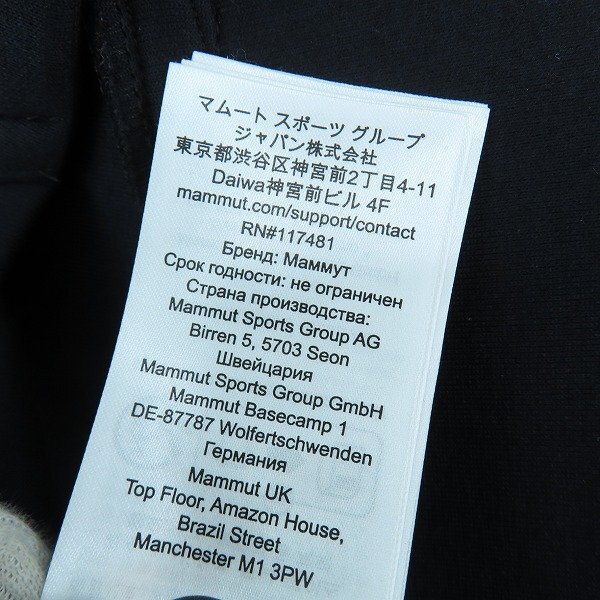 マムート スポーツ グループ
ジャパン株式会社
東京都渋谷区神宮前2丁目4-11
Daiwa神宮前ビル 4F
mammut.com/support/contact
RN#117481
Бренд: Маммут
Срок годности: не ограничен
Страна производства:
Mammut Sports Group AG
Birren 5, 5703 Seon
Швейцария
Mammut Sports Group GmbH
Mammut Basecamp 1
DE-87787 Wolfertschwenden
Германия
Mammut UK
Top Floor, Amazon House,
Brazil Street
Manchester M1 3PW